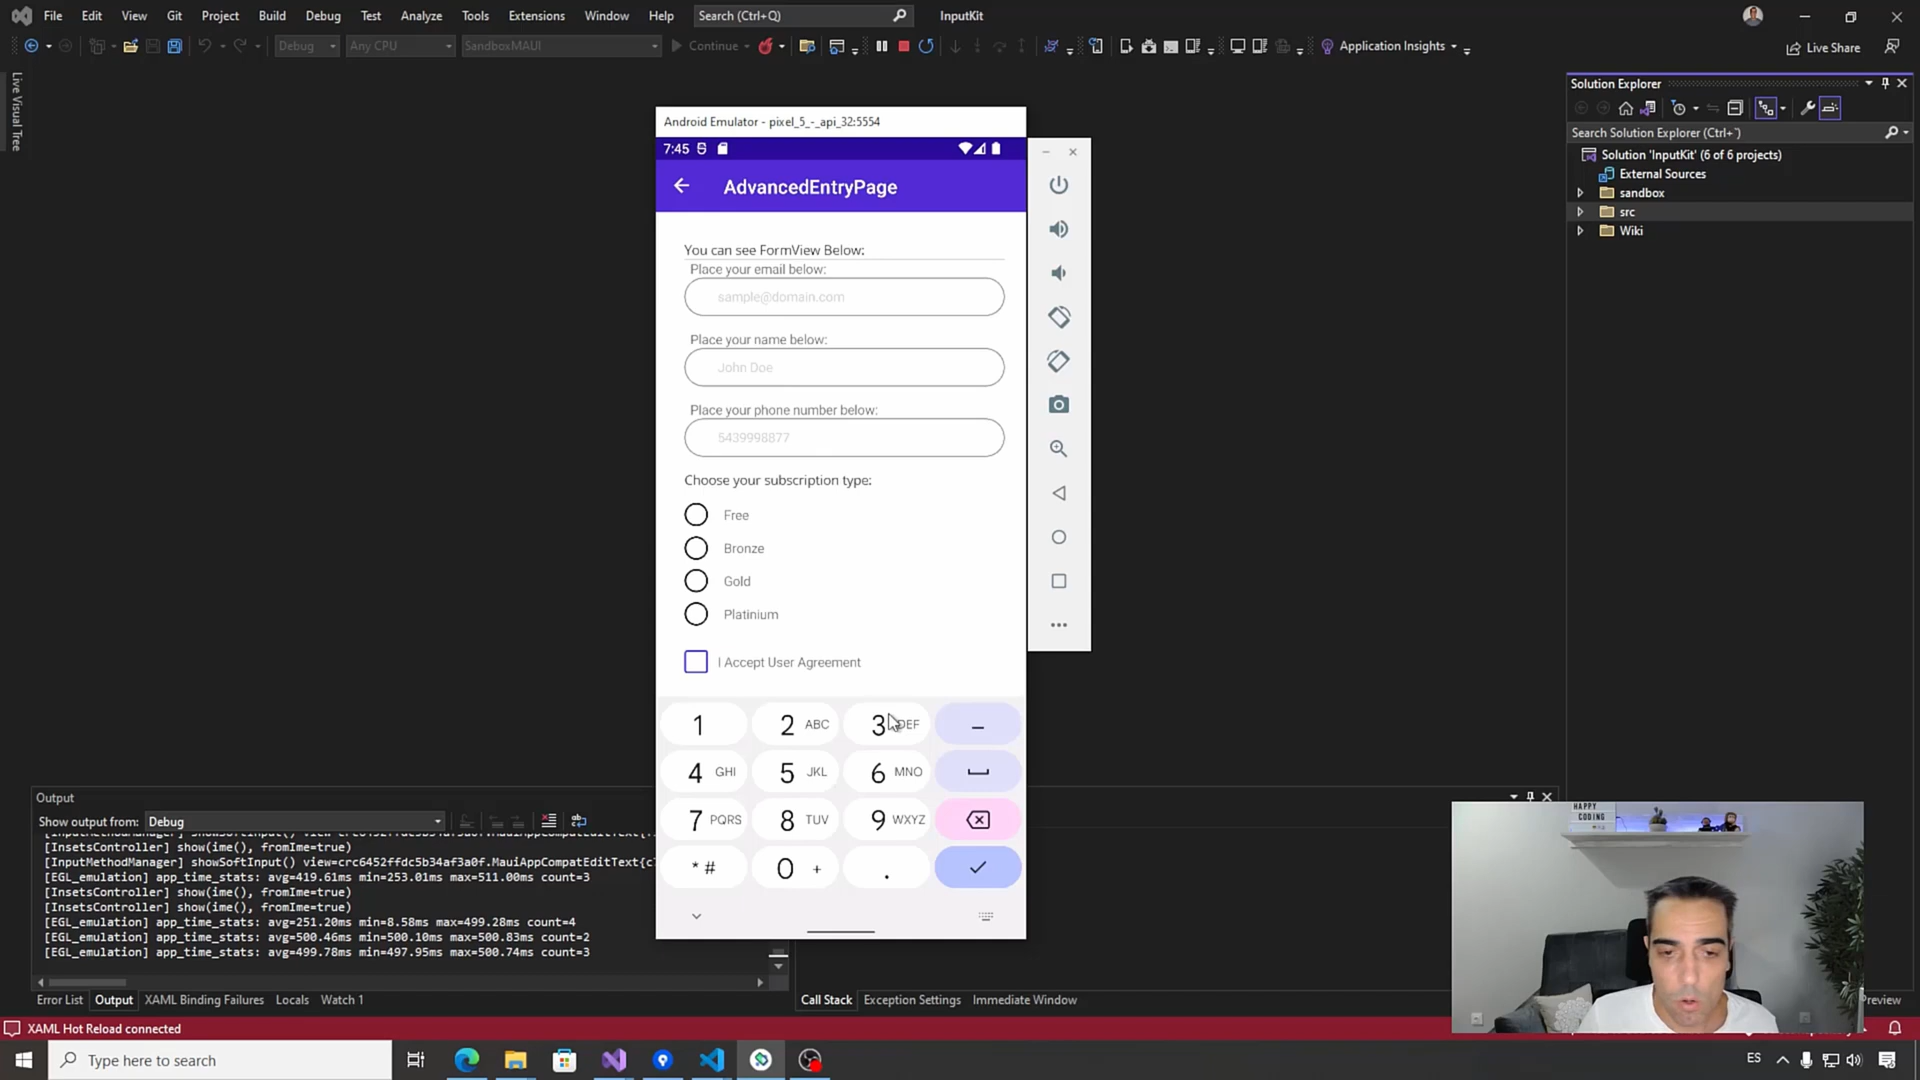 File Edit View Git Project Build Debug Test Analyze Tools Extensions Window Help Search (Ctrl+Q) InputKit
Debug Any CPU SandboxMAUI Continue Application Insights Live Share
Live Visual Tree
Solution Explorer
Search Solution Explorer (Ctrl+¨)
Solution 'InputKit' (6 of 6 projects)
External Sources
sandbox
src
Wiki
Android Emulator - pixel_5_-_api_32:5554
7:45
AdvancedEntryPage
You can see FormView Below:
Place your email below:
sample@domain.com
Place your name below:
John Doe
Place your phone number below:
5439998877
Choose your subscription type:
Free
Bronze
Gold
Platinium
I Accept User Agreement
1 2 ABC 3 DEF –
4 GHI 5 JKL 6 MNO
7 PQRS 8 TUV 9 WXYZ
* # 0 + .
Output
Show output from: Debug
[InsetsController] show(ime(), fromIme=true)
[InputMethodManager] showSoftInput() view=crc6452ffdc5b34af3a0f.MauiAppCompatEditText{c
[EGL_emulation] app_time_stats: avg=419.61ms min=253.01ms max=511.00ms count=3
[InsetsController] show(ime(), fromIme=true)
[InsetsController] show(ime(), fromIme=true)
[EGL_emulation] app_time_stats: avg=251.20ms min=8.58ms max=499.28ms count=4
[EGL_emulation] app_time_stats: avg=500.46ms min=500.10ms max=500.83ms count=2
[EGL_emulation] app_time_stats: avg=499.78ms min=497.95ms max=500.74ms count=3
Error List Output XAML Binding Failures Locals Watch 1
Call Stack Exception Settings Immediate Window
HAPPY
CODING
Preview
XAML Hot Reload connected
Type here to search
ES